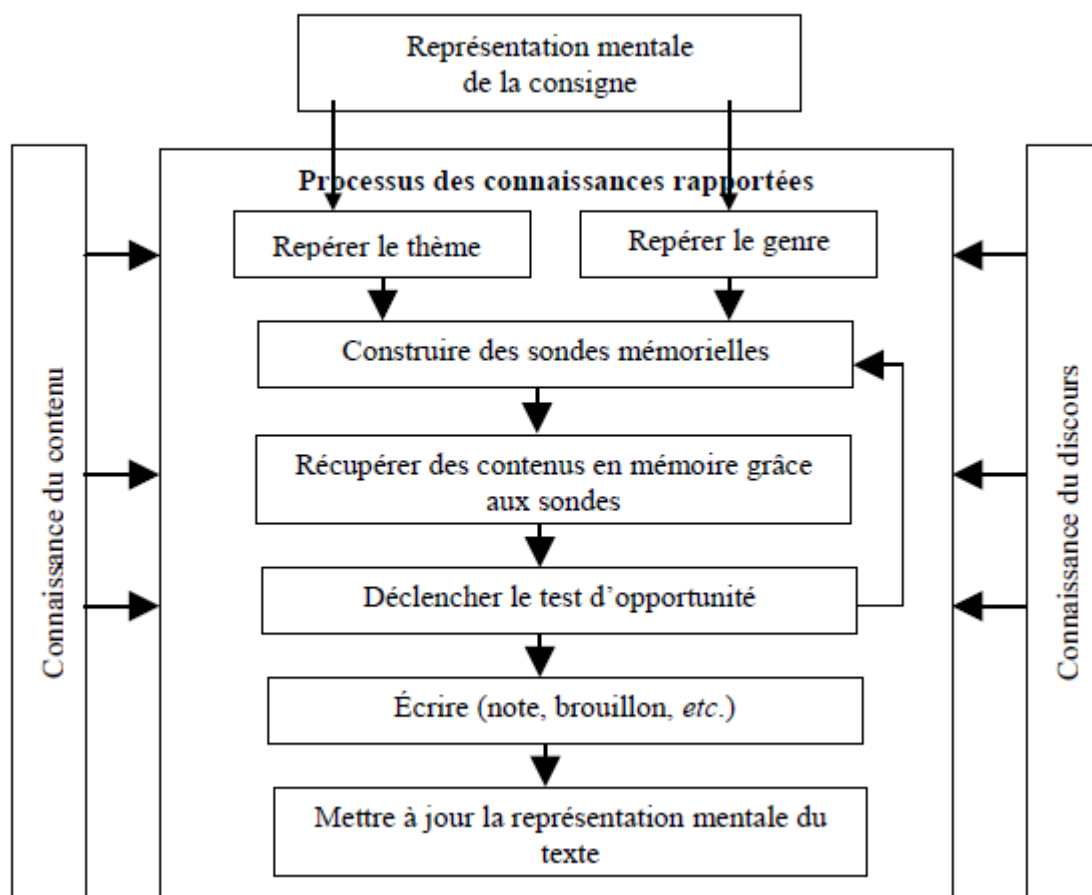 Représentation mentale
de la consigne
Processus des connaissances rapportées
Repérer le thème
Repérer le genre
Construire des sondes mémorielles
Récupérer des contenus en mémoire grâce
aux sondes
Déclencher le test d'opportunité
Écrire (note, brouillon, etc.)
Mettre à jour la représentation mentale du
texte
Connaissance du contenu
Connaissance du discours